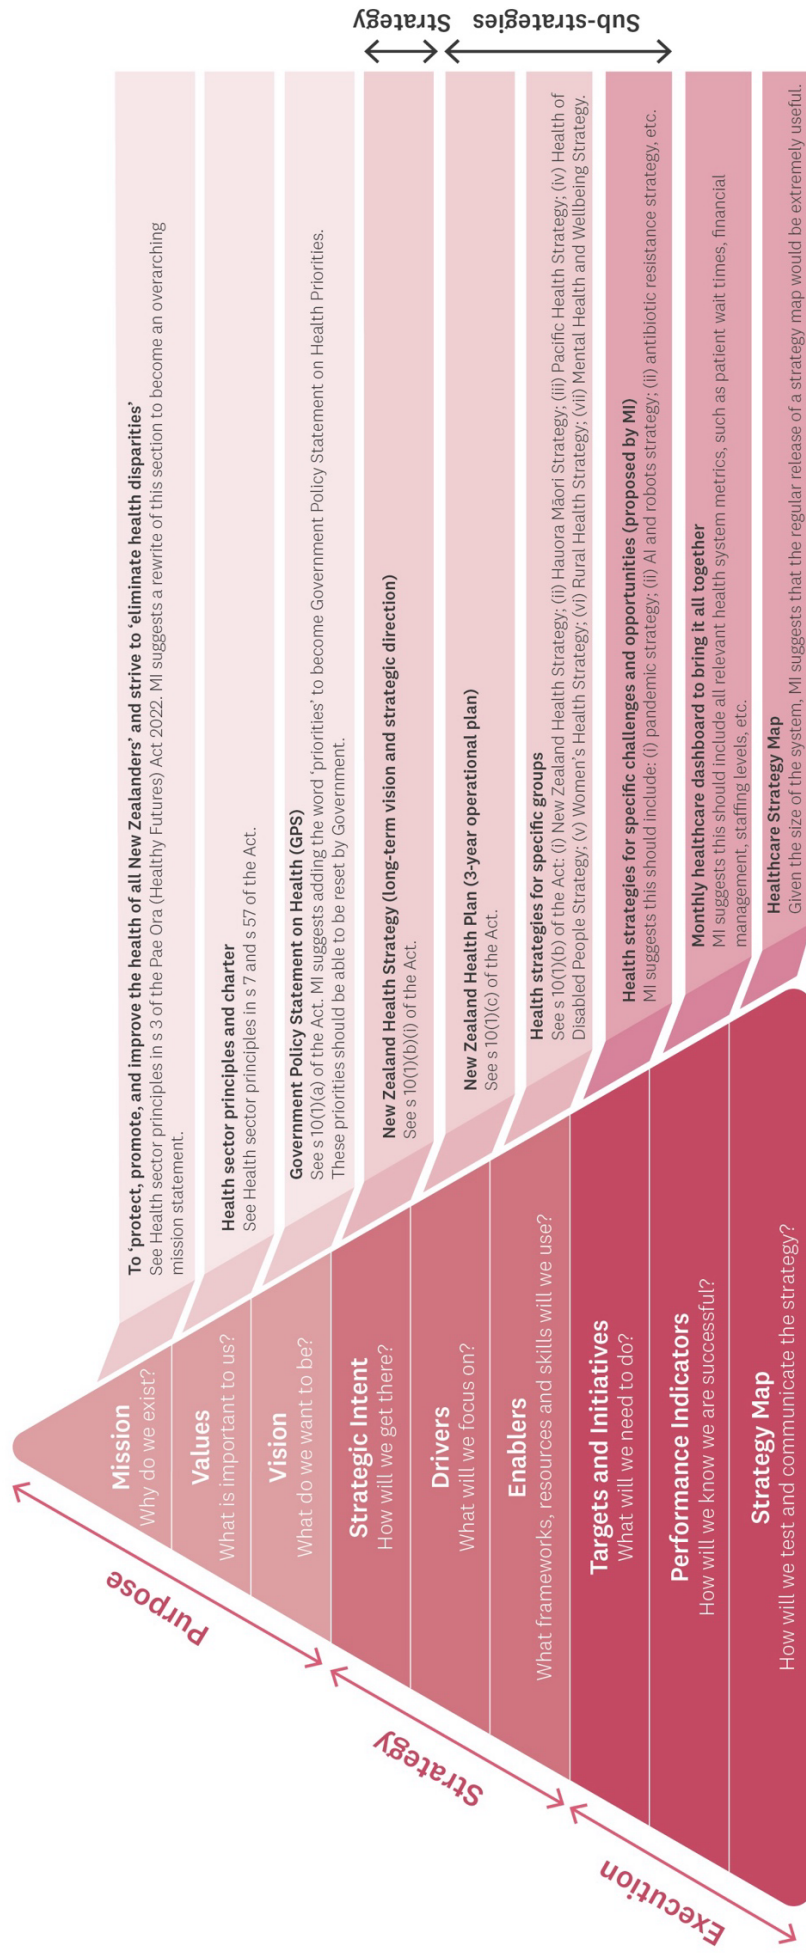 Purpose
Strategy
Execution
Mission
Why do we exist?
Values
What is important to us?
Vision
What do we want to be?
Strategic Intent
How will we get there?
Drivers
What will we focus on?
Enablers
What frameworks, resources and skills will we use?
Targets and Initiatives
What will we need to do?
Performance Indicators
How will we know we are successful?
Strategy Map
How will we test and communicate the strategy?
To ‘protect, promote, and improve the health of all New Zealanders’ and strive to ‘eliminate health disparities’
See Health sector principles in s 3 of the Pae Ora (Healthy Futures) Act 2022. MI suggests a rewrite of this section to become an overarching
mission statement.
Health sector principles and charter
See Health sector principles in s 7 and s 57 of the Act.
Government Policy Statement on Health (GPS)
See s 10(1)(a) of the Act. MI suggests adding the word ‘priorities’ to become Government Policy Statement on Health Priorities.
These priorities should be able to be reset by Government.
New Zealand Health Strategy (long-term vision and strategic direction)
See s 10(1)(b)(i) of the Act.
New Zealand Health Plan (3-year operational plan)
See s 10(1)(c) of the Act.
Health strategies for specific groups
See s 10(1)(b) of the Act: (i) New Zealand Health Strategy; (ii) Hauora Māori Strategy; (iii) Pacific Health Strategy; (iv) Health of
Disabled People Strategy; (v) Women’s Health Strategy; (vi) Rural Health Strategy; (vii) Mental Health and Wellbeing Strategy.
Health strategies for specific challenges and opportunities (proposed by MI)
MI suggests this should include: (i) pandemic strategy; (ii) AI and robots strategy; (ii) antibiotic resistance strategy, etc.
Monthly healthcare dashboard to bring it all together
MI suggests this should include all relevant health system metrics, such as patient wait times, financial
management, staffing levels, etc.
Healthcare Strategy Map
Given the size of the system, MI suggests that the regular release of a strategy map would be extremely useful.
Strategy
Sub-strategies